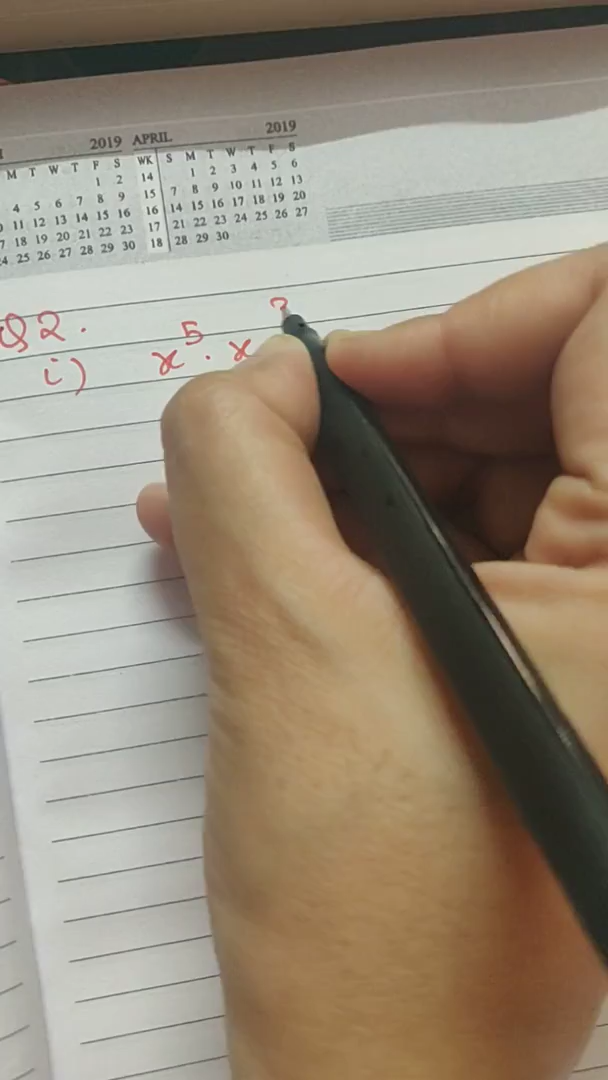 2019 APRIL 2019
M T W T F S WK S M T W T F S
1 2 14 1 2 3 4 5 6
4 5 6 7 8 9 15 7 8 9 10 11 12 13
11 12 13 14 15 16 16 14 15 16 17 18 19 20
18 19 20 21 22 23 17 21 22 23 24 25 26 27
25 26 27 28 29 30 18 28 29 30
Q2.
i) x⁵ . x